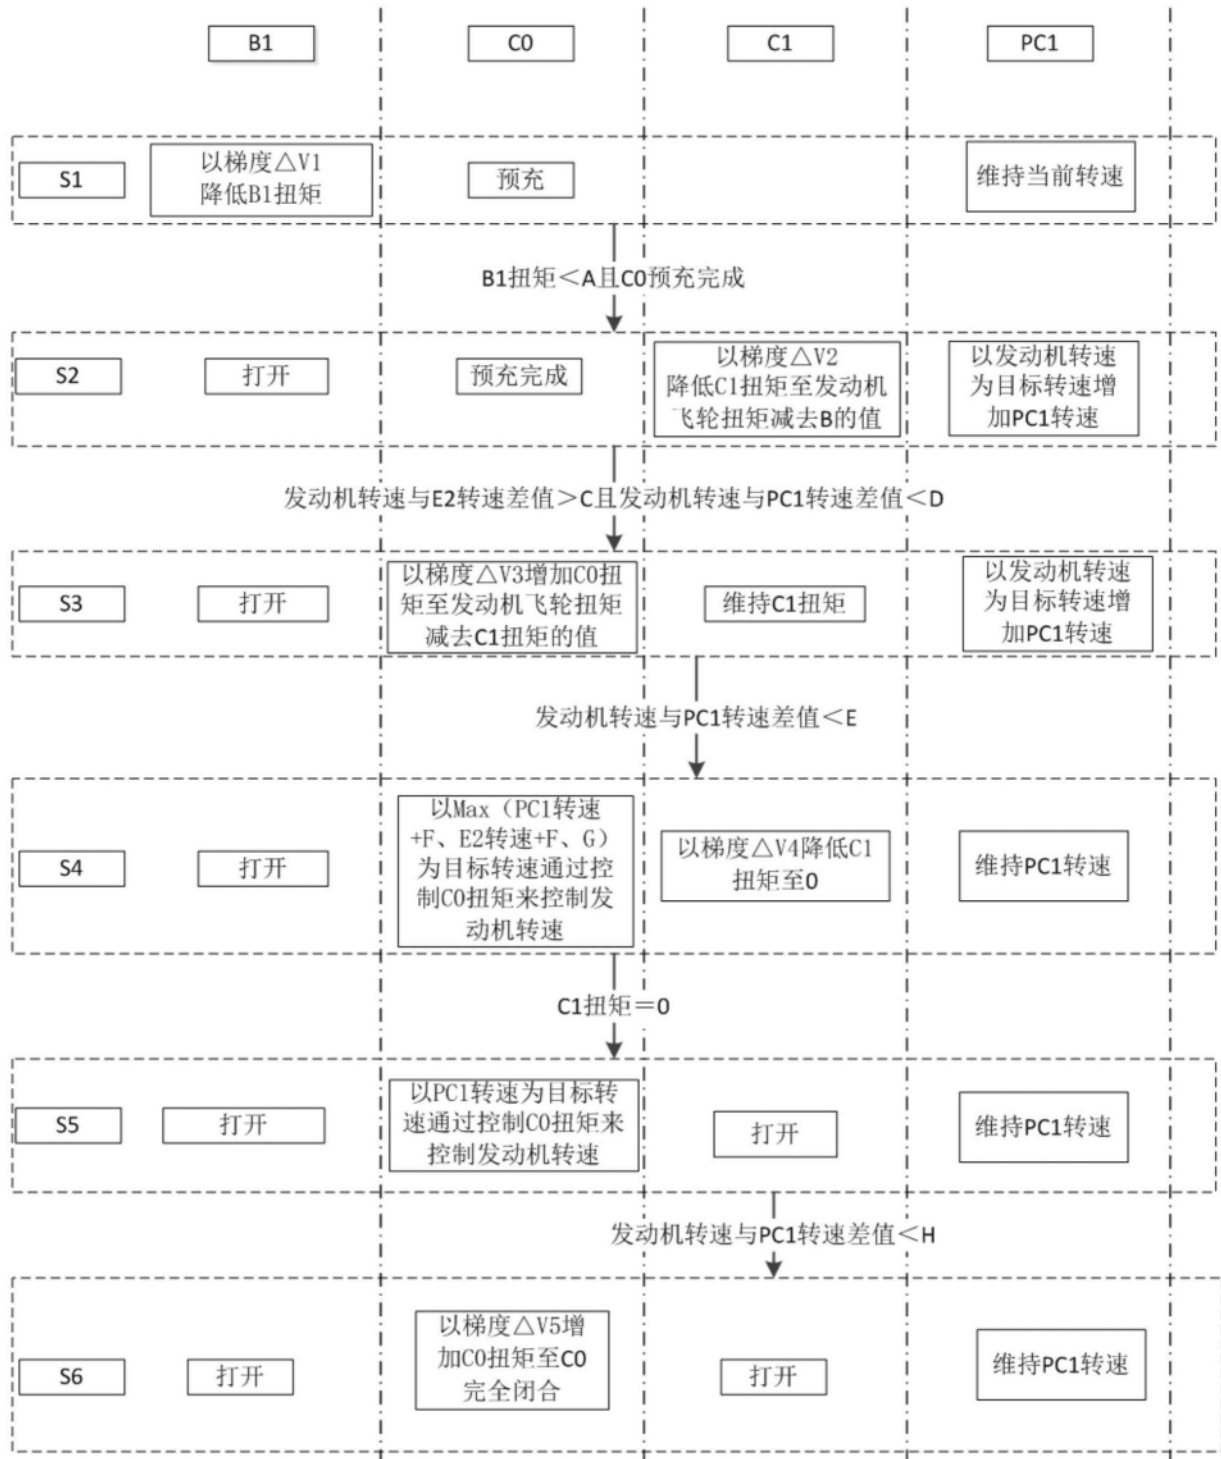 B1
C0
C1
PC1
S1
以梯度△V1
降低B1扭矩
预充
维持当前转速
B1扭矩＜A且C0预充完成
S2
打开
预充完成
以梯度△V2
降低C1扭矩至发动机
飞轮扭矩减去B的值
以发动机转速
为目标转速增
加PC1转速
发动机转速与E2转速差值＞C且发动机转速与PC1转速差值＜D
S3
打开
以梯度△V3增加C0扭
矩至发动机飞轮扭矩
减去C1扭矩的值
维持C1扭矩
以发动机转速
为目标转速增
加PC1转速
发动机转速与PC1转速差值＜E
S4
打开
以Max（PC1转速
+F、E2转速+F、G）
为目标转速通过控
制C0扭矩来控制发
动机转速
以梯度△V4降低C1
扭矩至0
维持PC1转速
C1扭矩＝0
S5
打开
以PC1转速为目标转
速通过控制C0扭矩来
控制发动机转速
打开
维持PC1转速
发动机转速与PC1转速差值＜H
S6
打开
以梯度△V5增
加C0扭矩至C0
完全闭合
打开
维持PC1转速